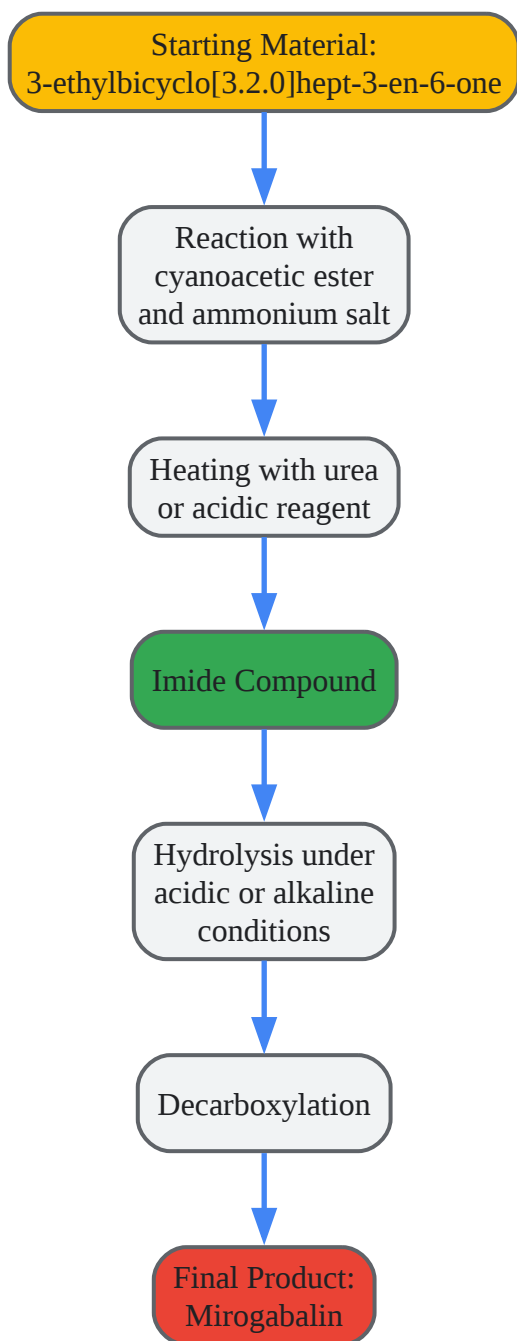 Starting Material:
3-ethylbicyclo[3.2.0]hept-3-en-6-one
Reaction with
cyanoacetic ester
and ammonium salt
Heating with urea
or acidic reagent
Imide Compound
Hydrolysis under
acidic or alkaline
conditions
Decarboxylation
Final Product:
Mirogabalin